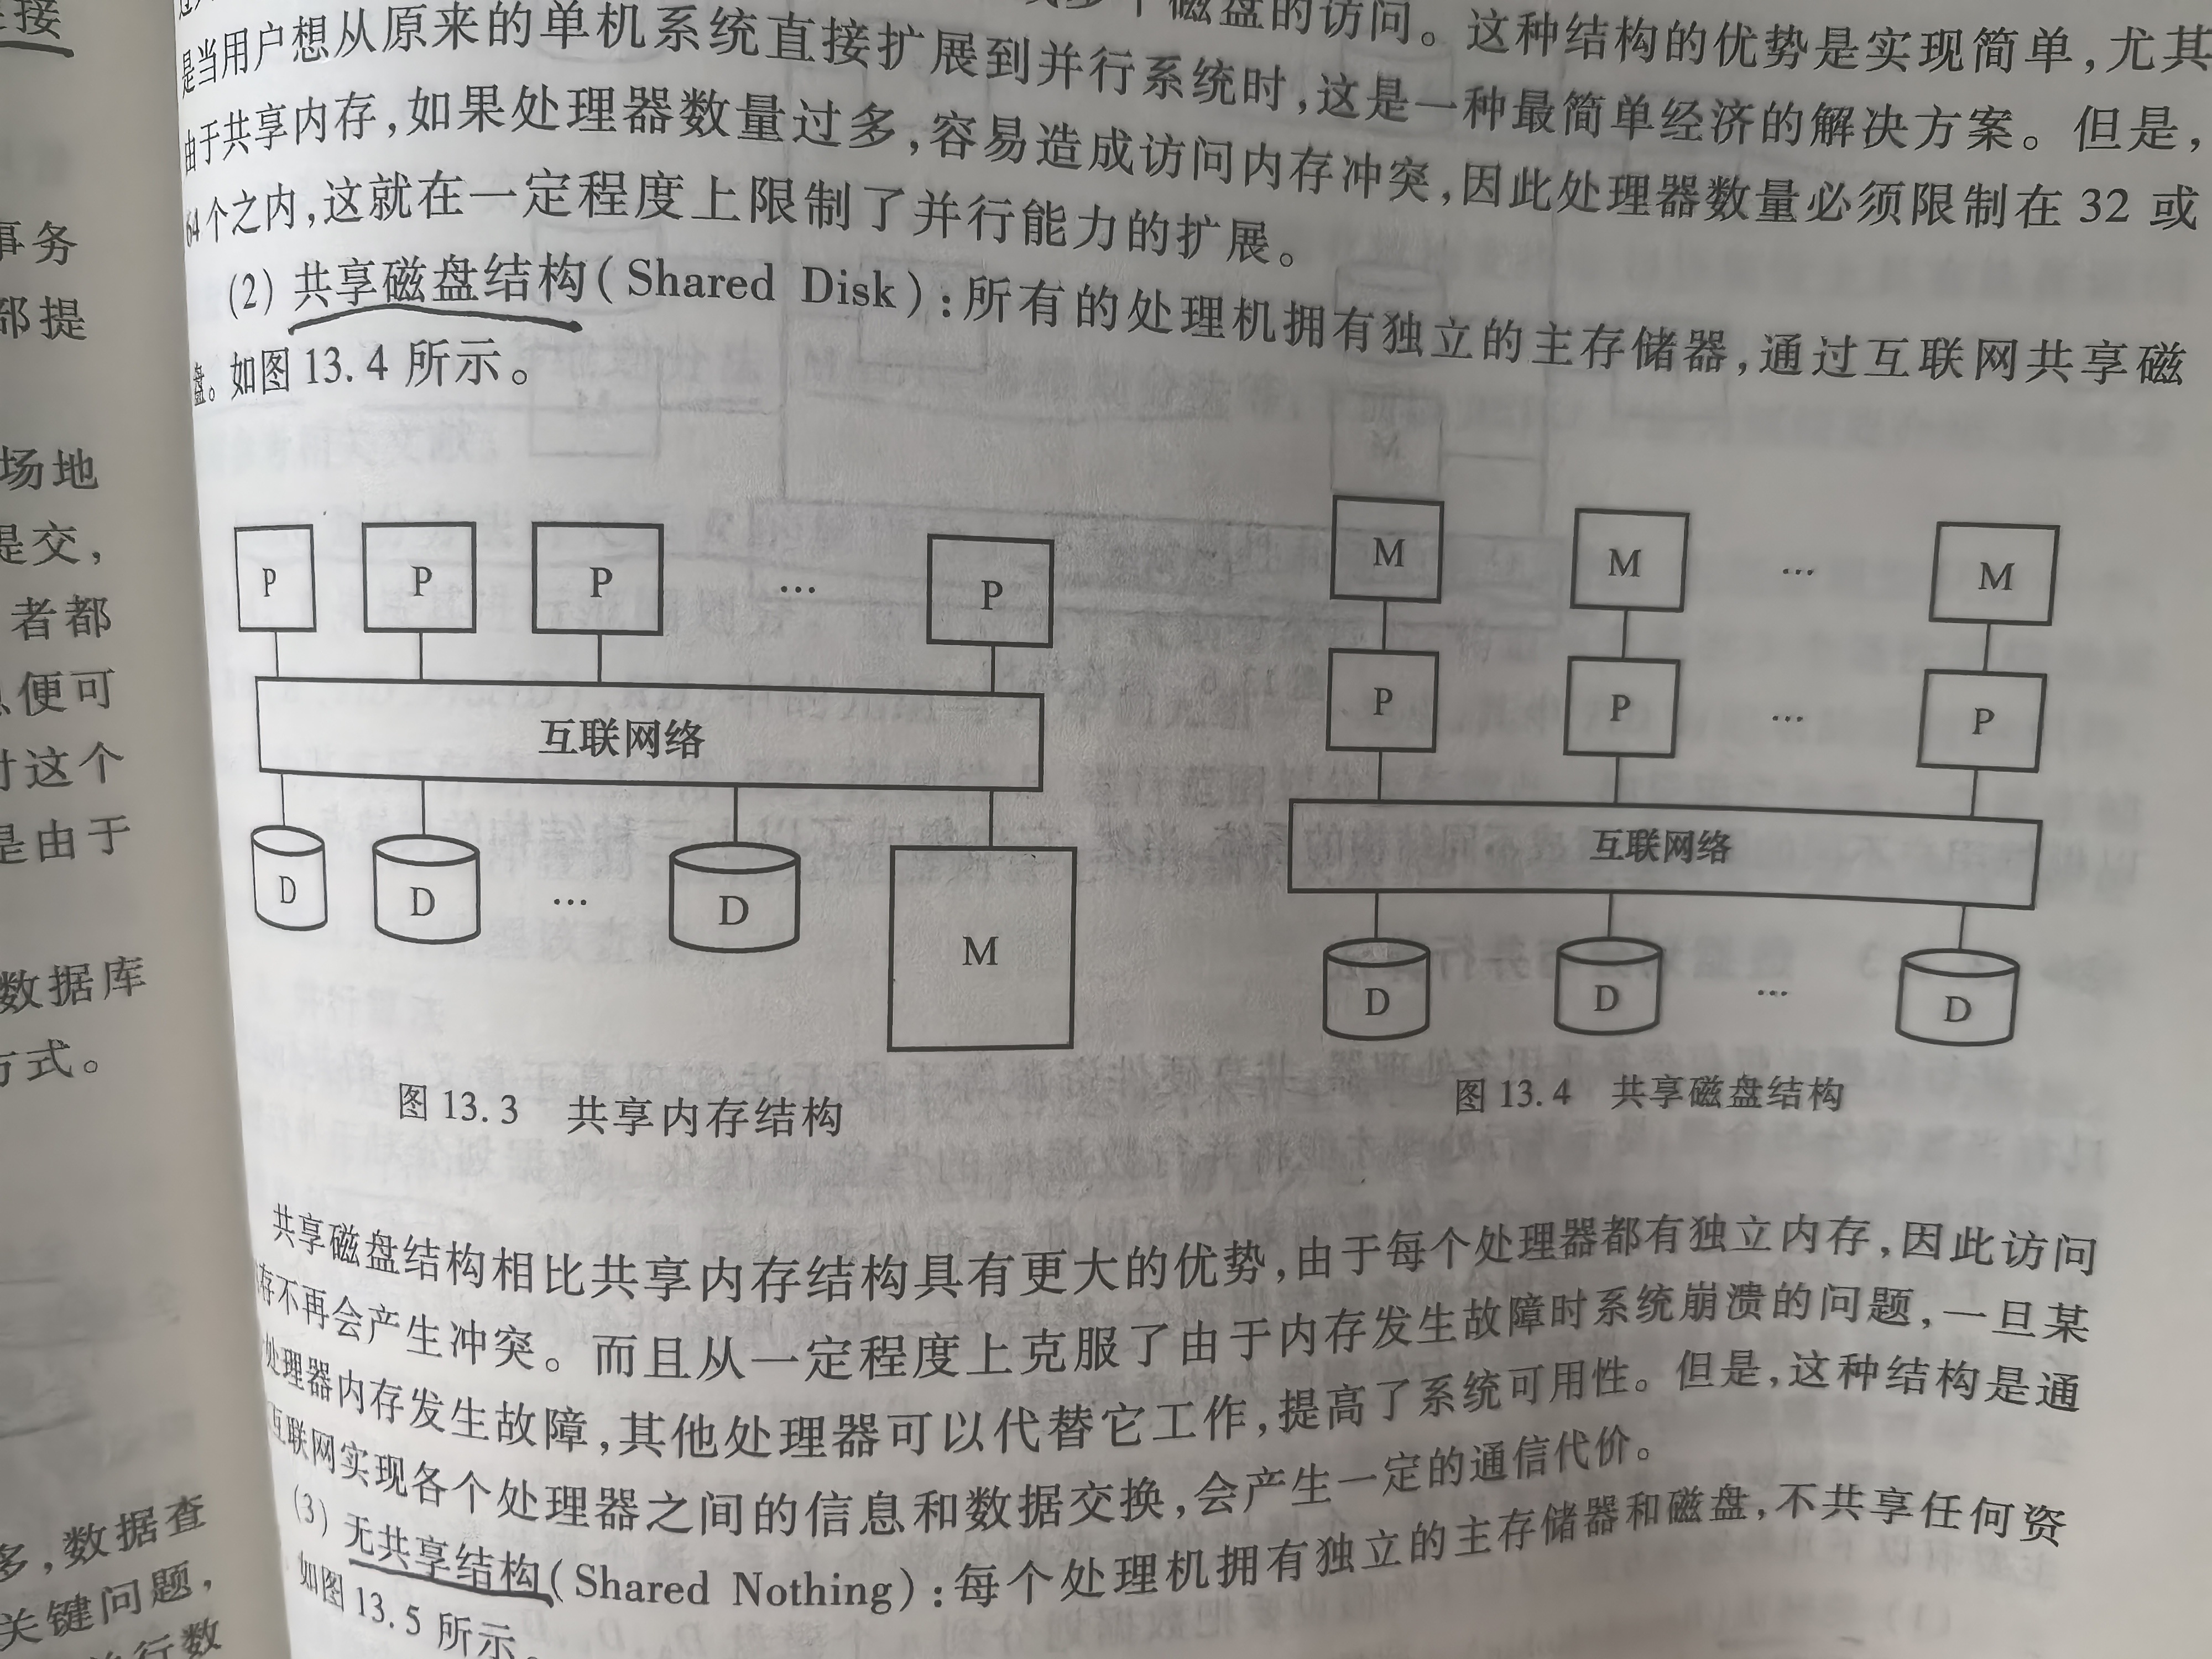 接
事务
部提
场地
是交，
者都
便可
这个
是由于
数据库
方式。
多，数据查
关键问题，
行数
个磁盘的访问。这种结构的优势是实现简单，尤其
是当用户想从原来的单机系统直接扩展到并行系统时，这是一种最简单经济的解决方案。但是，
由于共享内存，如果处理器数量过多，容易造成访问内存冲突，因此处理器数量必须限制在 32 或
64个之内，这就在一定程度上限制了并行能力的扩展。
(2) 共享磁盘结构(Shared Disk)：所有的处理机拥有独立的主存储器，通过互联网共享磁
盘。如图 13.4 所示。
P P P … P
互联网络
D D … D M
图 13.3 共享内存结构
M M … M
P P … P
互联网络
D D … D
图 13.4 共享磁盘结构
共享磁盘结构相比共享内存结构具有更大的优势，由于每个处理器都有独立内存，因此访问
存不再会产生冲突。而且从一定程度上克服了由于内存发生故障时系统崩溃的问题，一旦某
处理器内存发生故障，其他处理器可以代替它工作，提高了系统可用性。但是，这种结构是通
互联网实现各个处理器之间的信息和数据交换，会产生一定的通信代价。
(3) 无共享结构(Shared Nothing)：每个处理机拥有独立的主存储器和磁盘，不共享任何资
如图 13.5 所示。